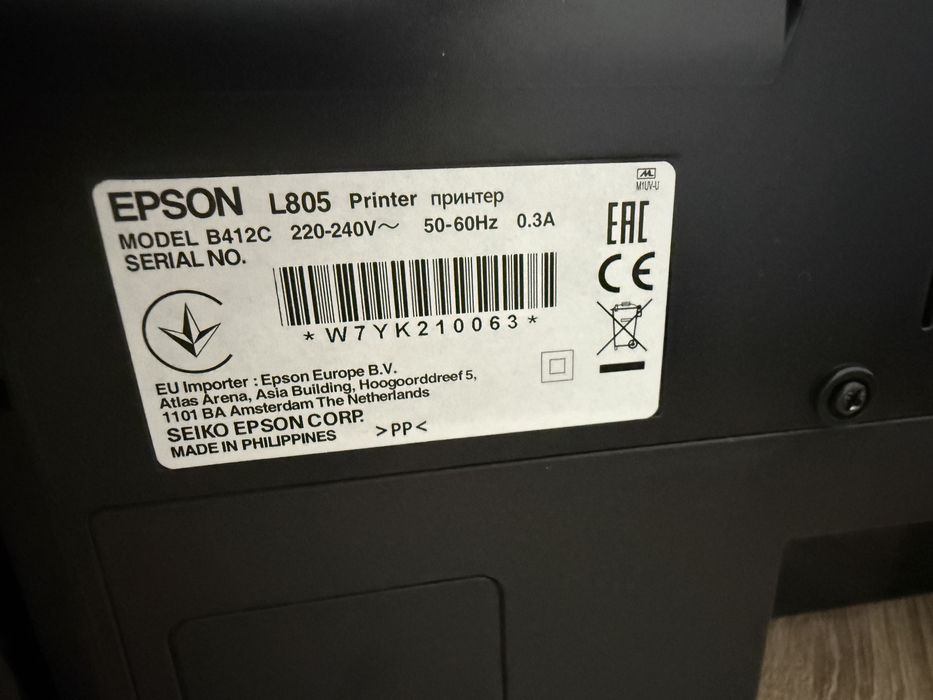 EPSON L805 Printer принтер
MODEL B412C 220-240V～ 50-60Hz 0.3A
SERIAL NO.
*W7YK210063*
EU Importer : Epson Europe B.V.
Atlas Arena, Asia Building, Hoogoorddreef 5,
1101 BA Amsterdam The Netherlands
SEIKO EPSON CORP.
MADE IN PHILIPPINES >PP<
M1UV-U
EAC
CE